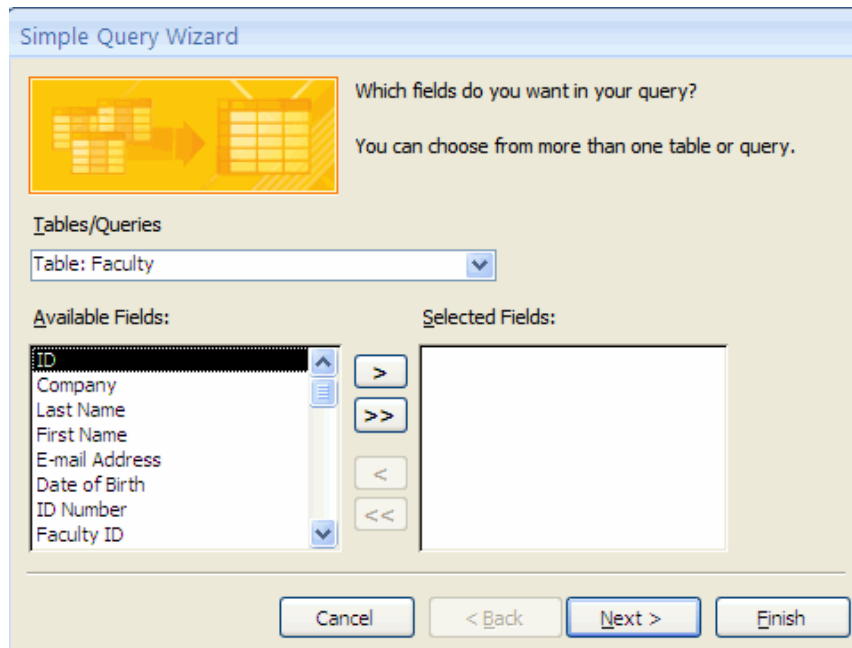 Simple Query Wizard
Which fields do you want in your query?
You can choose from more than one table or query.
Tables/Queries
Table: Faculty
Available Fields:
Selected Fields:
ID
Company
Last Name
First Name
E-mail Address
Date of Birth
ID Number
Faculty ID
>
>>
<
<<
Cancel
< Back
Next >
Finish